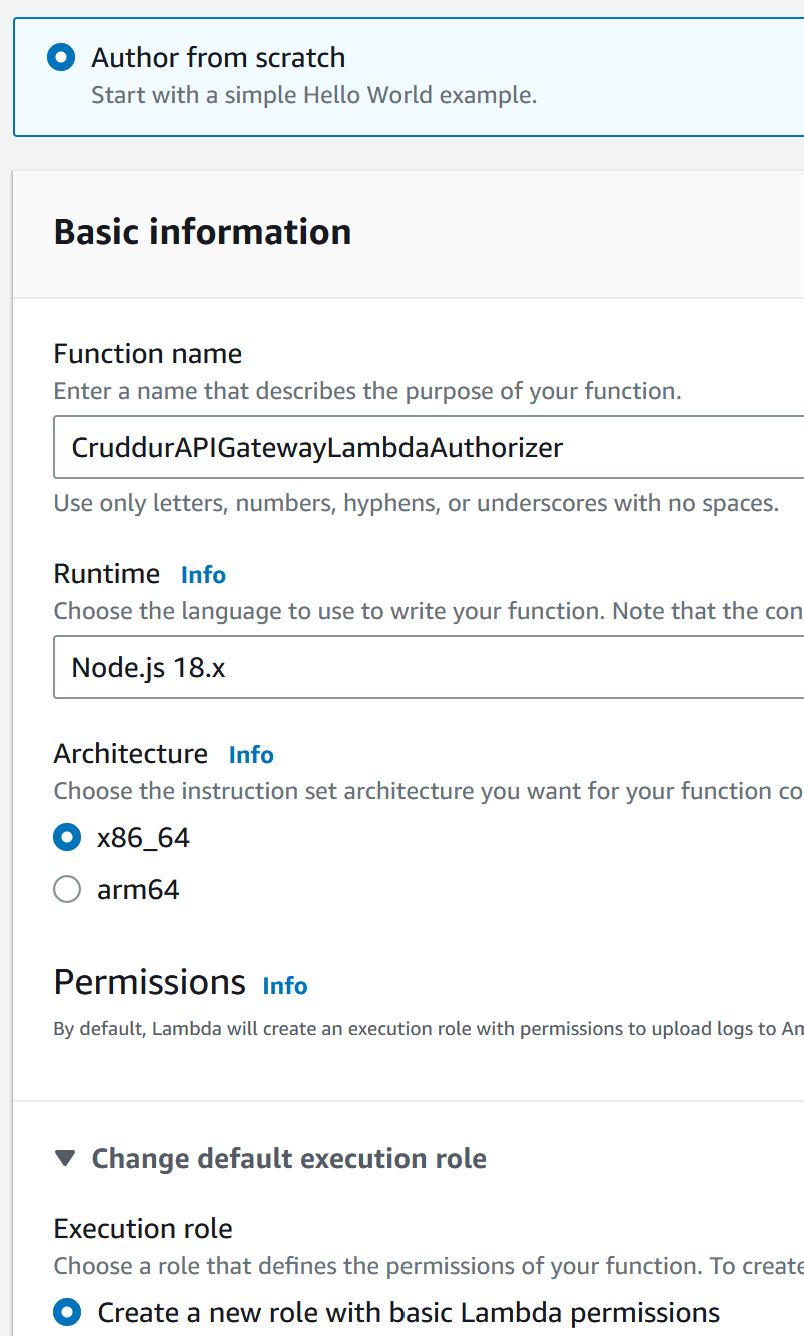 Author from scratch
Start with a simple Hello World example.
Basic information
Function name
Enter a name that describes the purpose of your function.
CruddurAPIGatewayLambdaAuthorizer
Use only letters, numbers, hyphens, or underscores with no spaces.
Runtime Info
Choose the language to use to write your function. Note that the con
Node.js 18.x
Architecture Info
Choose the instruction set architecture you want for your function co
x86_64
arm64
Permissions Info
By default, Lambda will create an execution role with permissions to upload logs to Am
Change default execution role
Execution role
Choose a role that defines the permissions of your function. To create
Create a new role with basic Lambda permissions